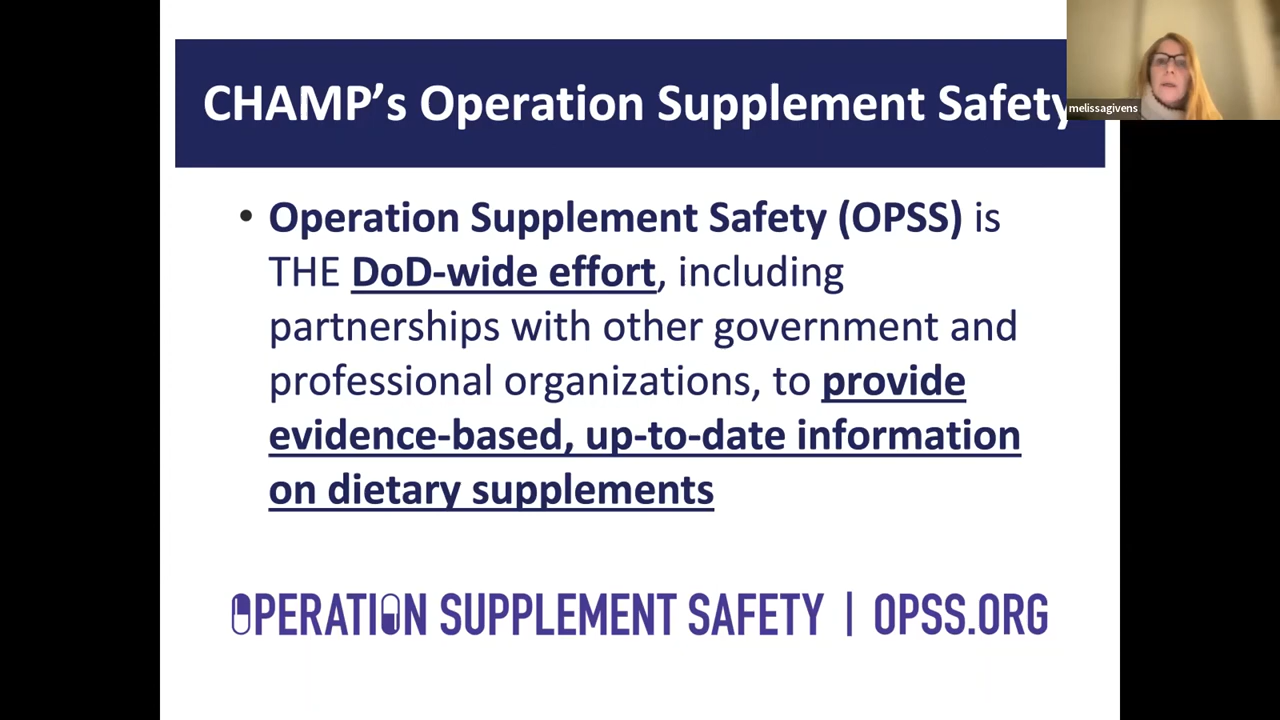 CHAMP's Operation Supplement Safety
melissagivens
• Operation Supplement Safety (OPSS) is
THE DoD-wide effort, including
partnerships with other government and
professional organizations, to provide
evidence-based, up-to-date information
on dietary supplements
OPERATION SUPPLEMENT SAFETY | OPSS.ORG